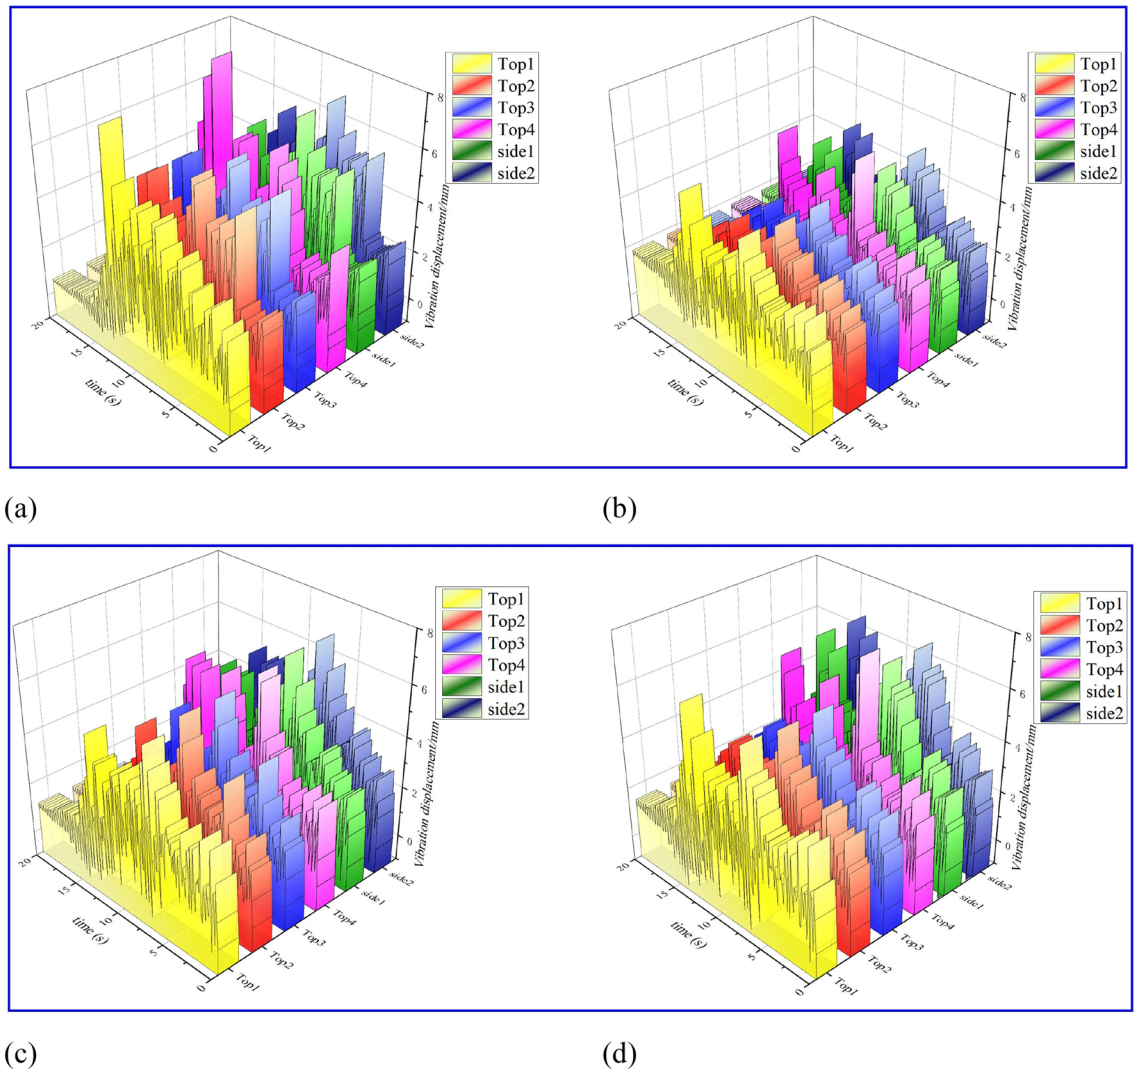 Top1
Top2
Top3
Top4
side1
side2
8
6
4
2
0
Vibration displacement/mm
20
15
10
5
0
time (s)
Top1
Top2
Top3
Top4
side1
side2
Top1
Top2
Top3
Top4
side1
side2
8
6
4
2
0
Vibration displacement/mm
20
15
10
5
0
time (s)
Top1
Top2
Top3
Top4
side1
side2
(a)
(b)
Top1
Top2
Top3
Top4
side1
side2
8
6
4
2
0
Vibration displacement/mm
20
15
10
5
0
time (s)
Top1
Top2
Top3
Top4
side1
side2
Top1
Top2
Top3
Top4
side1
side2
8
6
4
2
0
Vibration displacement/mm
20
15
10
5
0
time (s)
Top1
Top2
Top3
Top4
side1
side2
(c)
(d)